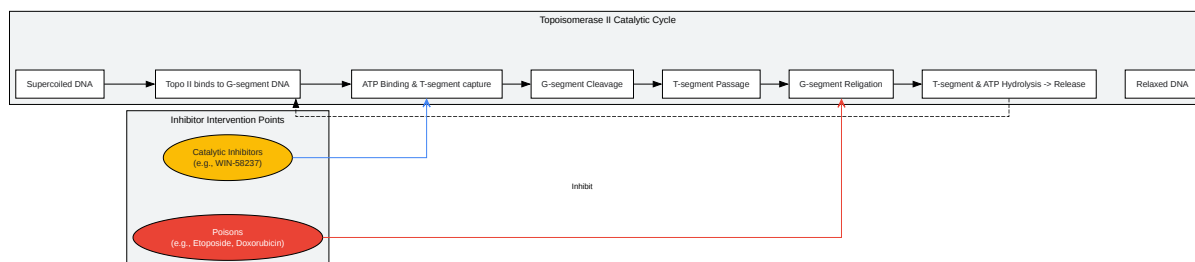 Topoisomerase II Catalytic Cycle
Supercoiled DNA
Topo II binds to G-segment DNA
ATP Binding & T-segment capture
G-segment Cleavage
T-segment Passage
G-segment Religation
T-segment & ATP Hydrolysis -> Release
Relaxed DNA
Inhibitor Intervention Points
Catalytic Inhibitors
(e.g., WIN-58237)
Inhibit
Poisons
(e.g., Etoposide, Doxorubicin)